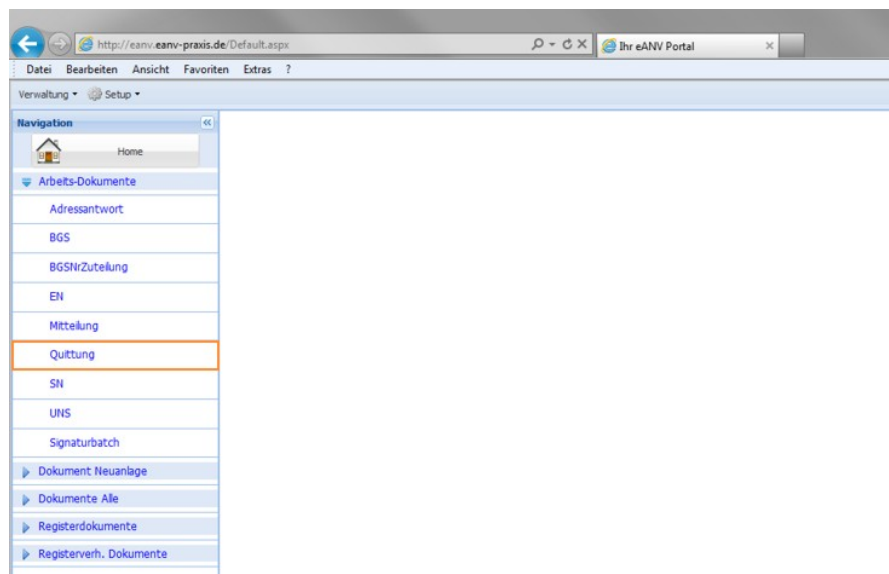 http://eanv.eanv-praxis.de/Default.aspx
Ihr eANV Portal
Datei Bearbeiten Ansicht Favoriten Extras ?
Verwaltung Setup
Navigation
Home
Arbeits-Dokumente
Adressantwort
BGS
BGSNrZuteilung
EN
Mitteilung
Quittung
SN
UNS
Signaturbatch
Dokument Neuanlage
Dokumente Alle
Registerdokumente
Registerverh. Dokumente